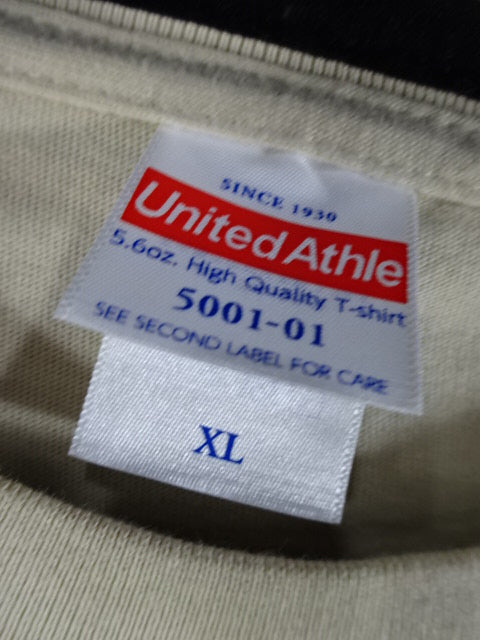 SINCE 1930
United Athle
5.6oz. High Quality T-shirt
5001-01
SEE SECOND LABEL FOR CARE
XL